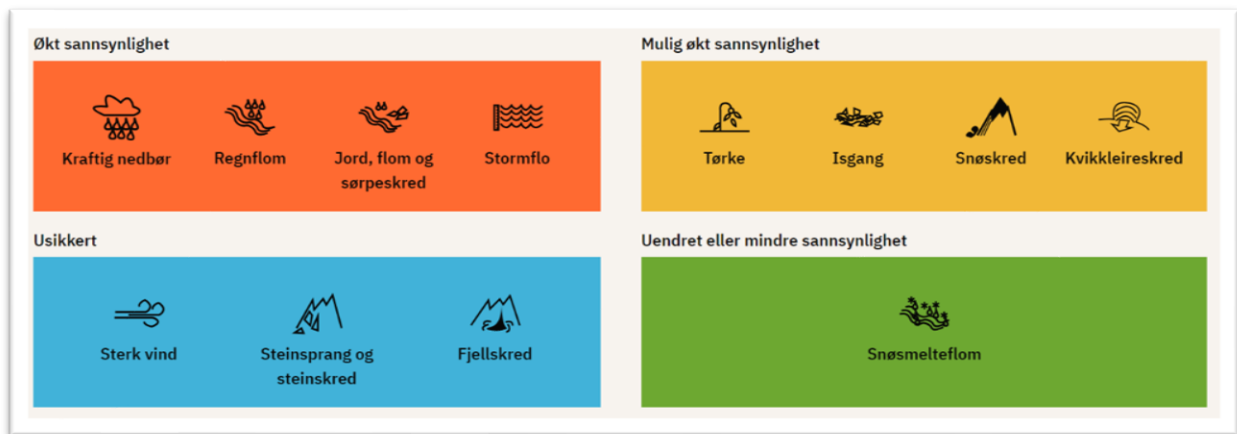 Økt sannsynlighet
Kraftig nedbør
Regnflom
Jord, flom og
sørpeskred
Stormflo
Mulig økt sannsynlighet
Tørke
Isgang
Snøskred
Kvikkleireskred
Usikkert
Sterk vind
Steinsprang og
steinskred
Fjellskred
Uendret eller mindre sannsynlighet
Snøsmelteflom